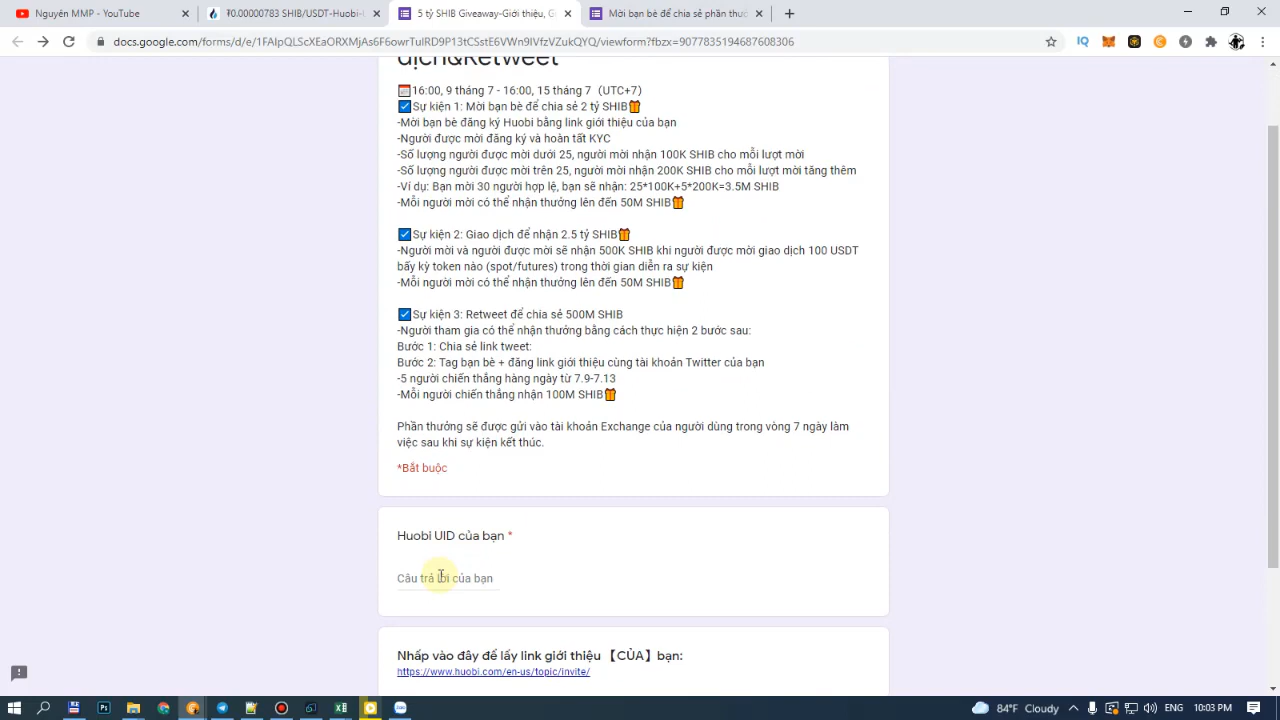 Nguyên MMP - YouTube
₮0.00000783 SHIB/USDT-Huobi-
5 tỷ SHIB Giveaway-Giới thiệu, G
Mời bạn bè để chia sẻ phần thưở
docs.google.com/forms/d/e/1FAIpQLScXEaORXMjAs6F6owrTulRD9P13tCSstE6VWn9IVfzVZukQYQ/viewform?fbzx=9077835194687608306
dịch&Retweet
16:00, 9 tháng 7 - 16:00, 15 tháng 7（UTC+7）
Sự kiện 1: Mời bạn bè để chia sẻ 2 tỷ SHIB🎁
-Mời bạn bè đăng ký Huobi bằng link giới thiệu của bạn
-Người được mời đăng ký và hoàn tất KYC
-Số lượng người được mời dưới 25, người mời nhận 100K SHIB cho mỗi lượt mời
-Số lượng người được mời trên 25, người mời nhận 200K SHIB cho mỗi lượt mời tăng thêm
-Ví dụ: Bạn mời 30 người hợp lệ, bạn sẽ nhận: 25*100K+5*200K=3.5M SHIB
-Mỗi người mời có thể nhận thưởng lên đến 50M SHIB🎁
Sự kiện 2: Giao dịch để nhận 2.5 tỷ SHIB🎁
-Người mời và người được mời sẽ nhận 500K SHIB khi người được mời giao dịch 100 USDT
bấy kỳ token nào (spot/futures) trong thời gian diễn ra sự kiện
-Mỗi người mời có thể nhận thưởng lên đến 50M SHIB🎁
Sự kiện 3: Retweet để chia sẻ 500M SHIB
-Người tham gia có thể nhận thưởng bằng cách thực hiện 2 bước sau:
Bước 1: Chia sẻ link tweet:
Bước 2: Tag bạn bè + đăng link giới thiệu cùng tài khoản Twitter của bạn
-5 người chiến thắng hàng ngày từ 7.9-7.13
-Mỗi người chiến thắng nhận 100M SHIB🎁
Phần thưởng sẽ được gửi vào tài khoản Exchange của người dùng trong vòng 7 ngày làm
việc sau khi sự kiện kết thúc.
*Bắt buộc
Huobi UID của bạn *
Câu trả lời của bạn
Nhấp vào đây để lấy link giới thiệu 【CỦA】bạn:
https://www.huobi.com/en-us/topic/invite/
84°F Cloudy
ENG
10:03 PM